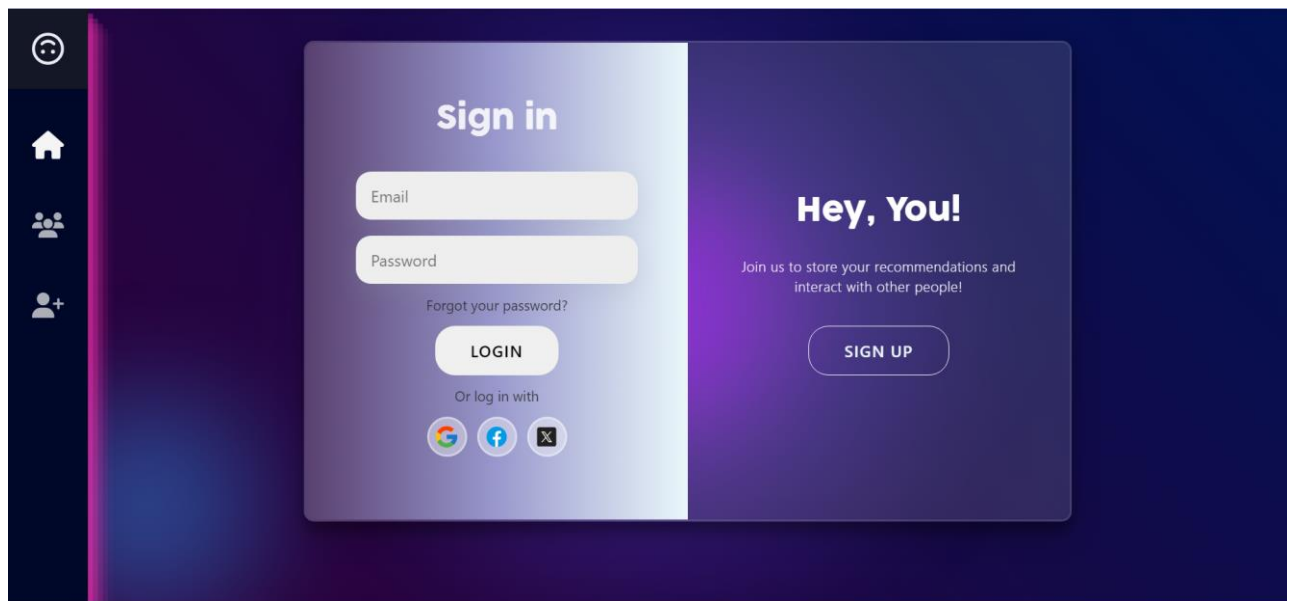 Sign in
Email
Password
Forgot your password?
LOGIN
Or log in with
Hey, You!
Join us to store your recommendations and
interact with other people!
SIGN UP